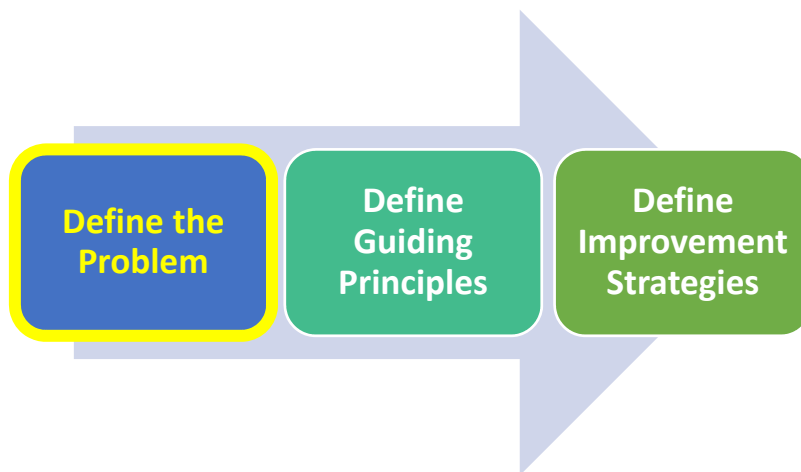 Define the
Problem
Define
Guiding
Principles
Define
Improvement
Strategies